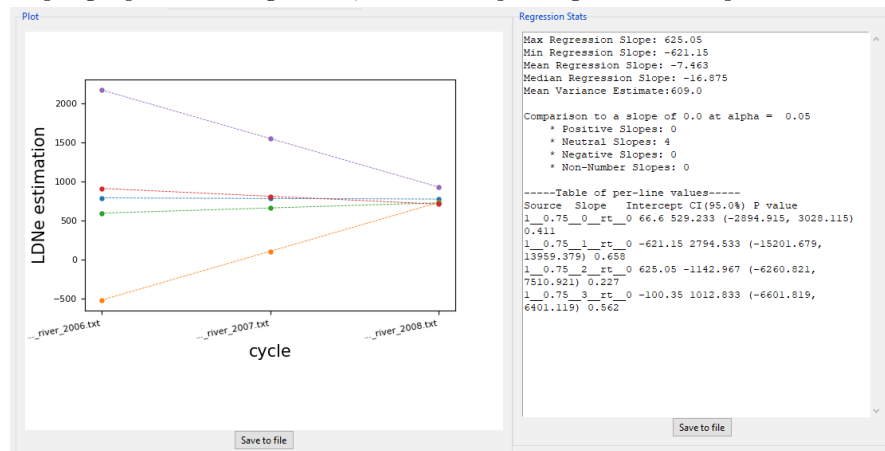 Plot
2000
1500
1000
500
0
−500
LDNe estimation
..._river_2006.txt
..._river_2007.txt
..._river_2008.txt
cycle
Save to file
Regression Stats
Max Regression Slope: 625.05
Min Regression Slope: -621.15
Mean Regression Slope: -7.463
Median Regression Slope: -16.875
Mean Variance Estimate:609.0
Comparison to a slope of 0.0 at alpha =  0.05
* Positive Slopes: 0
* Neutral Slopes: 4
* Negative Slopes: 0
* Non-Number Slopes: 0
-----Table of per-line values-----
Source  Slope   Intercept CI(95.0%) P value
1__0.75__0__rt__0 66.6 529.233 (-2894.915, 3028.115)
0.411
1__0.75__1__rt__0 -621.15 2794.533 (-15201.679,
13959.379) 0.658
1__0.75__2__rt__0 625.05 -1142.967 (-6260.821,
7510.921) 0.227
1__0.75__3__rt__0 -100.35 1012.833 (-6601.819,
6401.119) 0.562
Save to file